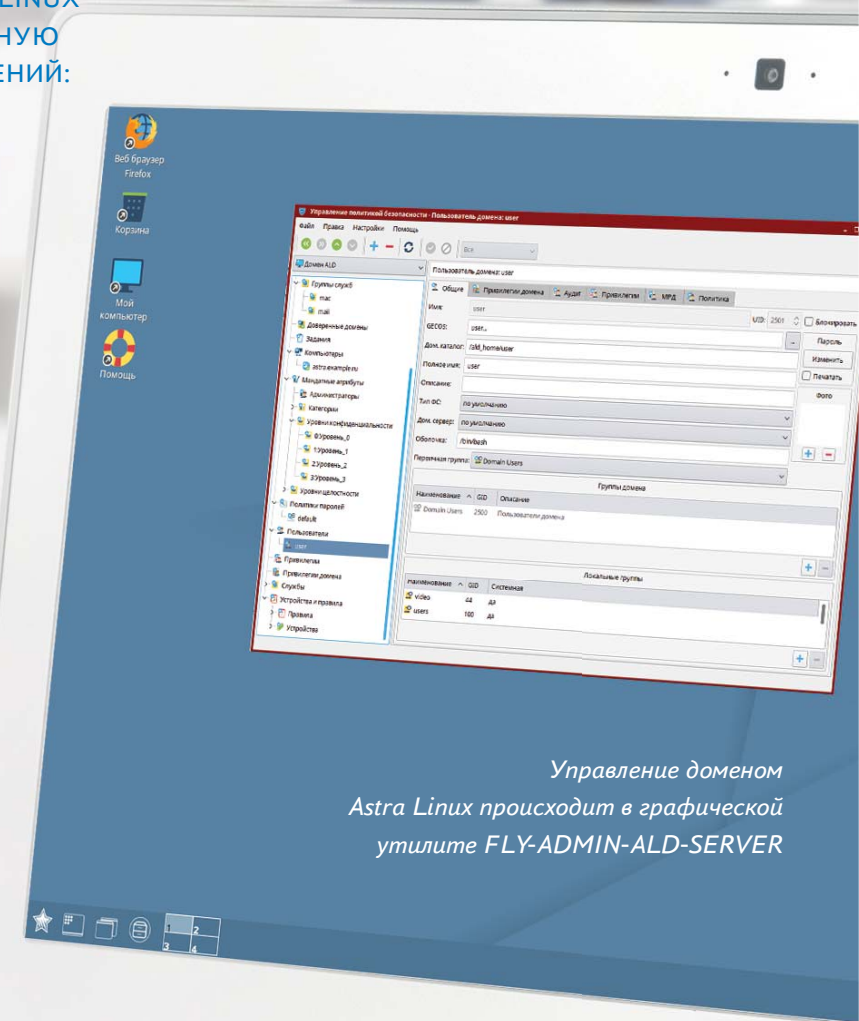 LINUX
НУЮ
ЕНИЙ:
Веб браузер
Firefox
Корзина
Мой
компьютер
Помощь
Управление политикой безопасности - Пользователь домена: user
Файл Правка Настройки Помощь
Все
Домен ALD
Группы служб
mac
mail
Доверенные домены
Задания
Компьютеры
astra.example.ru
Мандатные атрибуты
Администраторы
Категории
Уровни конфиденциальности
0:Уровень_0
1:Уровень_1
2:Уровень_2
3:Уровень_3
Уровни целостности
Политики паролей
default
Пользователи
user
Привилегии
Привилегии домена
Службы
Устройства и правила
Правила
Устройства
Пользователь домена: user
Общие Привилегии домена Аудит Привилегии МРД Политика
Имя: user UID: 2501 Блокировать
GECOS: user,,, Пароль
Дом. каталог: /ald_home/user Изменить
Полное имя: user Печатать
Описание: Фото
Тип ФС: по умолчанию
Дом. сервер: по умолчанию
Оболочка: /bin/bash
Первичная группа: Domain Users
Группы домена
Наименование GID Описание
Domain Users 2500 Пользователи домена
Локальные группы
Наименование GID Системная
video 44 да
users 100 да
Управление доменом
Astra Linux происходит в графической
утилите FLY-ADMIN-ALD-SERVER
1 2
3 4